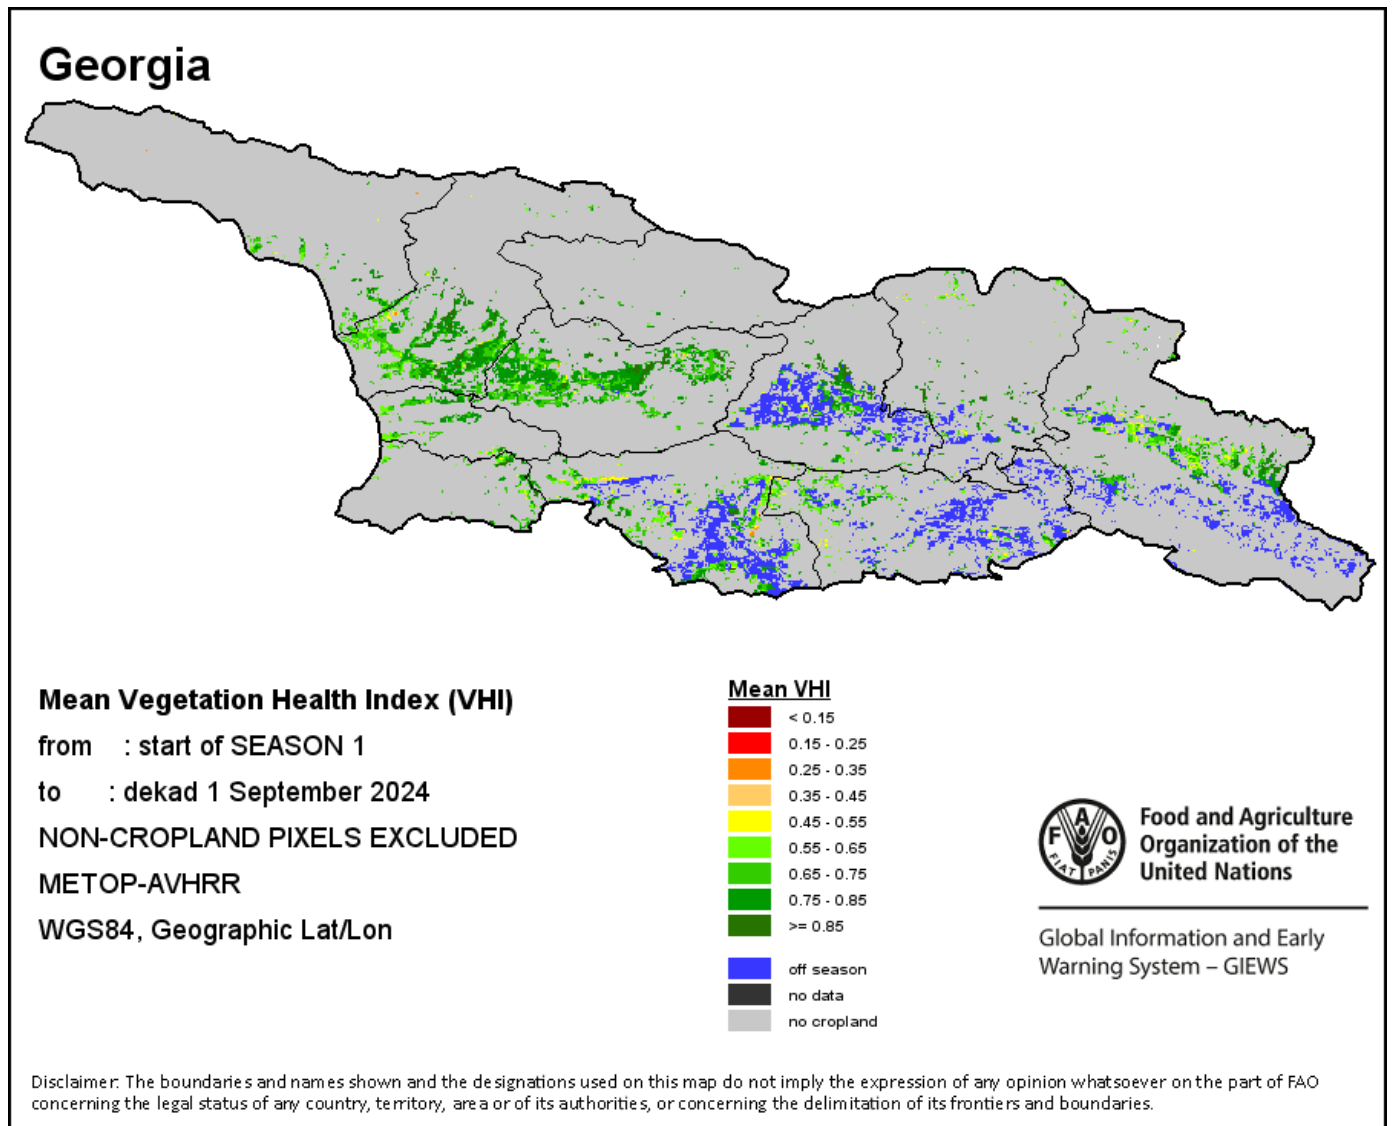 Georgia
Mean Vegetation Health Index (VHI)
from : start of SEASON 1
to : dekad 1 September 2024
NON-CROPLAND PIXELS EXCLUDED
METOP-AVHRR
WGS84, Geographic Lat/Lon
Mean VHI
< 0.15
0.15 - 0.25
0.25 - 0.35
0.35 - 0.45
0.45 - 0.55
0.55 - 0.65
0.65 - 0.75
0.75 - 0.85
>= 0.85
off season
no data
no cropland
F A O
FIAT PANIS
Food and Agriculture
Organization of the
United Nations
Global Information and Early
Warning System – GIEWS
Disclaimer: The boundaries and names shown and the designations used on this map do not imply the expression of any opinion whatsoever on the part of FAO
concerning the legal status of any country, territory, area or of its authorities, or concerning the delimitation of its frontiers and boundaries.